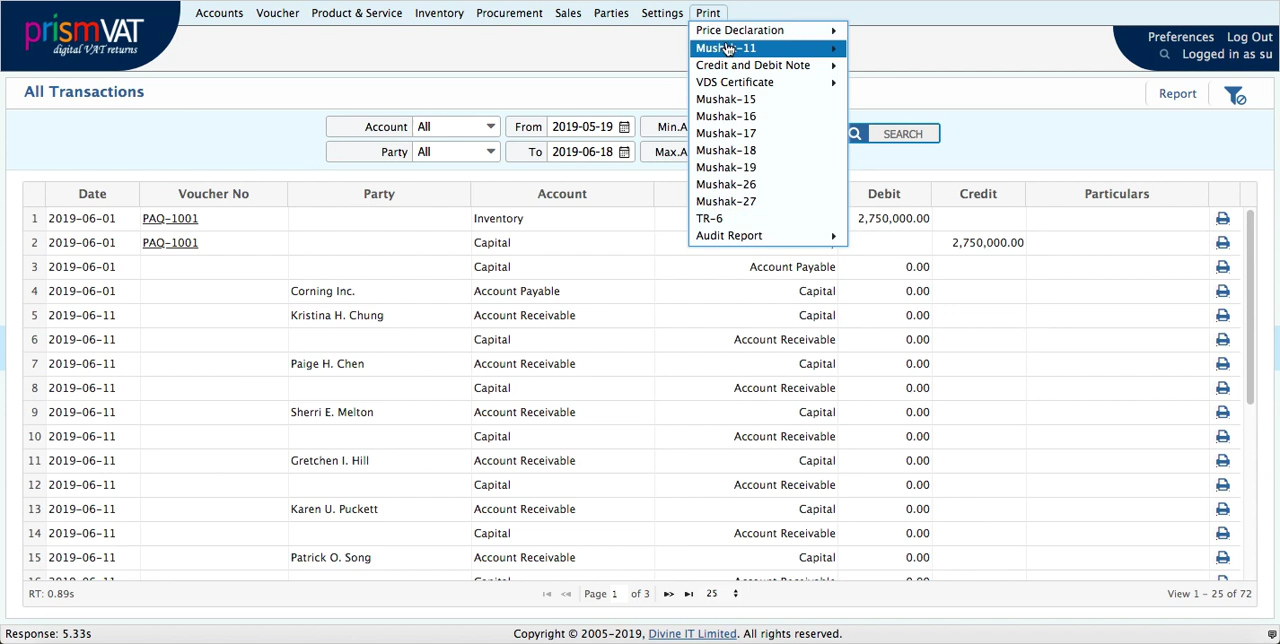 prismVAT
digital VAT returns
Accounts Voucher Product & Service Inventory Procurement Sales Parties Settings Print
Preferences Log Out
Logged in as su
Price Declaration
Mushak-11
Credit and Debit Note
VDS Certificate
Mushak-15
Mushak-16
Mushak-17
Mushak-18
Mushak-19
Mushak-26
Mushak-27
TR-6
Audit Report
All Transactions
Report
Account All From 2019-05-19 Min.A
SEARCH
Party All To 2019-06-18 Max.A
Date Voucher No Party Account Debit Credit Particulars
1 2019-06-01 PAQ-1001 Inventory 2,750,000.00
2 2019-06-01 PAQ-1001 Capital 2,750,000.00
3 2019-06-01 Capital Account Payable 0.00
4 2019-06-01 Corning Inc. Account Payable Capital 0.00
5 2019-06-11 Kristina H. Chung Account Receivable Capital 0.00
6 2019-06-11 Capital Account Receivable 0.00
7 2019-06-11 Paige H. Chen Account Receivable Capital 0.00
8 2019-06-11 Capital Account Receivable 0.00
9 2019-06-11 Sherri E. Melton Account Receivable Capital 0.00
10 2019-06-11 Capital Account Receivable 0.00
11 2019-06-11 Gretchen I. Hill Account Receivable Capital 0.00
12 2019-06-11 Capital Account Receivable 0.00
13 2019-06-11 Karen U. Puckett Account Receivable Capital 0.00
14 2019-06-11 Capital Account Receivable 0.00
15 2019-06-11 Patrick O. Song Account Receivable Capital 0.00
RT: 0.89s Page 1 of 3 25 View 1 - 25 of 72
Response: 5.33s Copyright © 2005-2019, Divine IT Limited. All rights reserved.